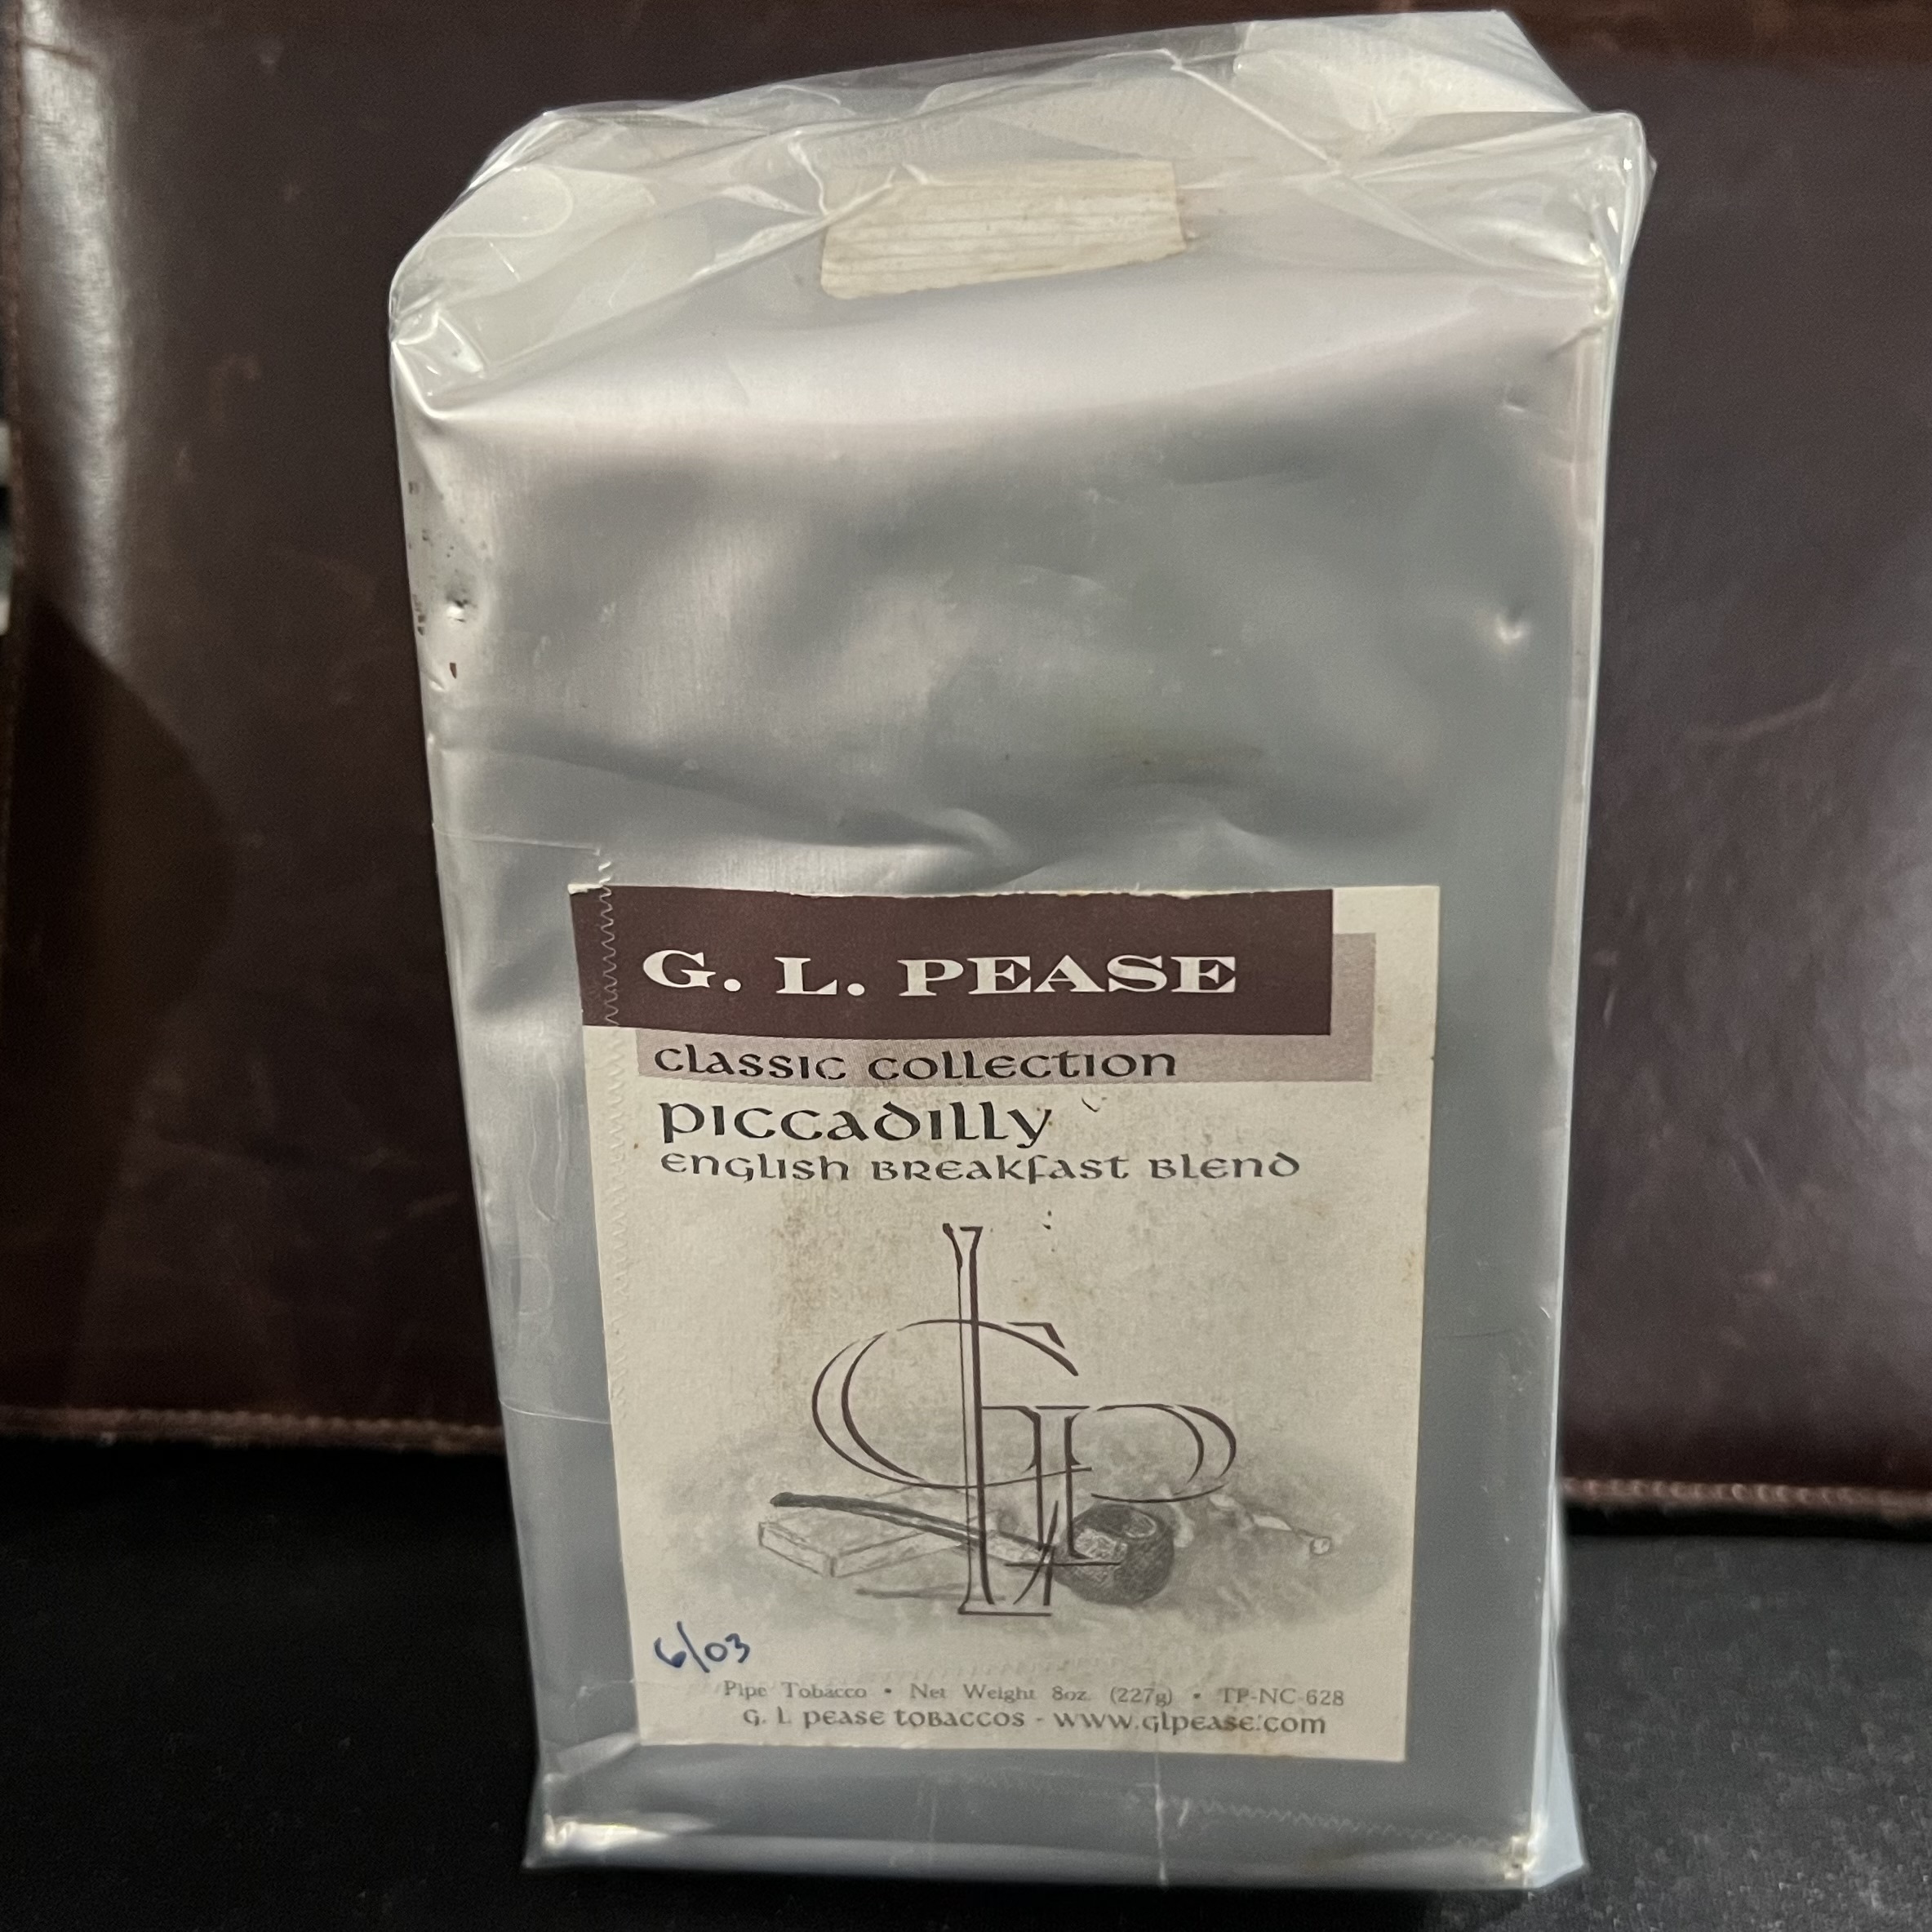 G. L. PEASE
classic collection
piccadilly
english breakfast blend
GLP
6/03
Pipe Tobacco • Net Weight 8oz. (227g) • TP-NC-628
G. L. pease tobaccos - www.glpease.com